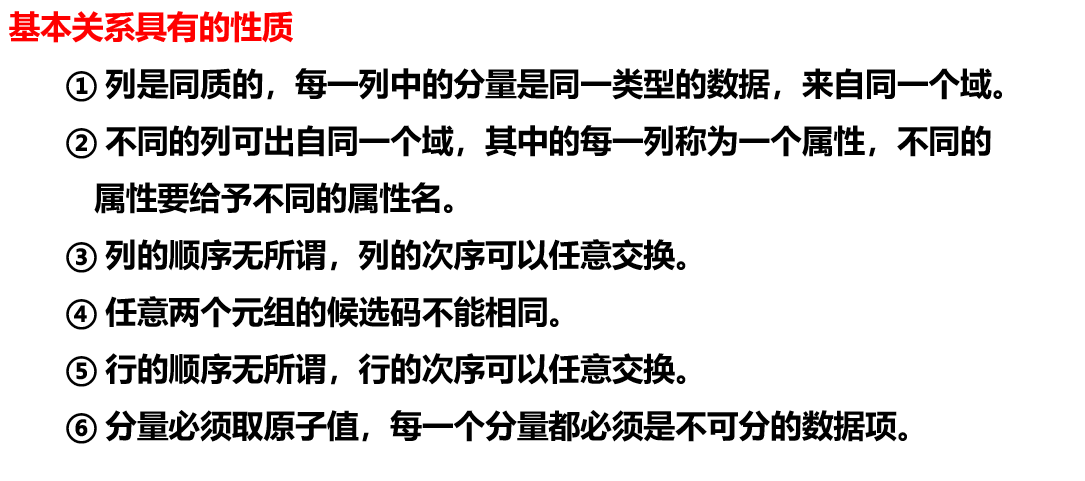 基本关系具有的性质
① 列是同质的，每一列中的分量是同一类型的数据，来自同一个域。
② 不同的列可出自同一个域，其中的每一列称为一个属性，不同的
属性要给予不同的属性名。
③ 列的顺序无所谓，列的次序可以任意交换。
④ 任意两个元组的候选码不能相同。
⑤ 行的顺序无所谓，行的次序可以任意交换。
⑥ 分量必须取原子值，每一个分量都必须是不可分的数据项。